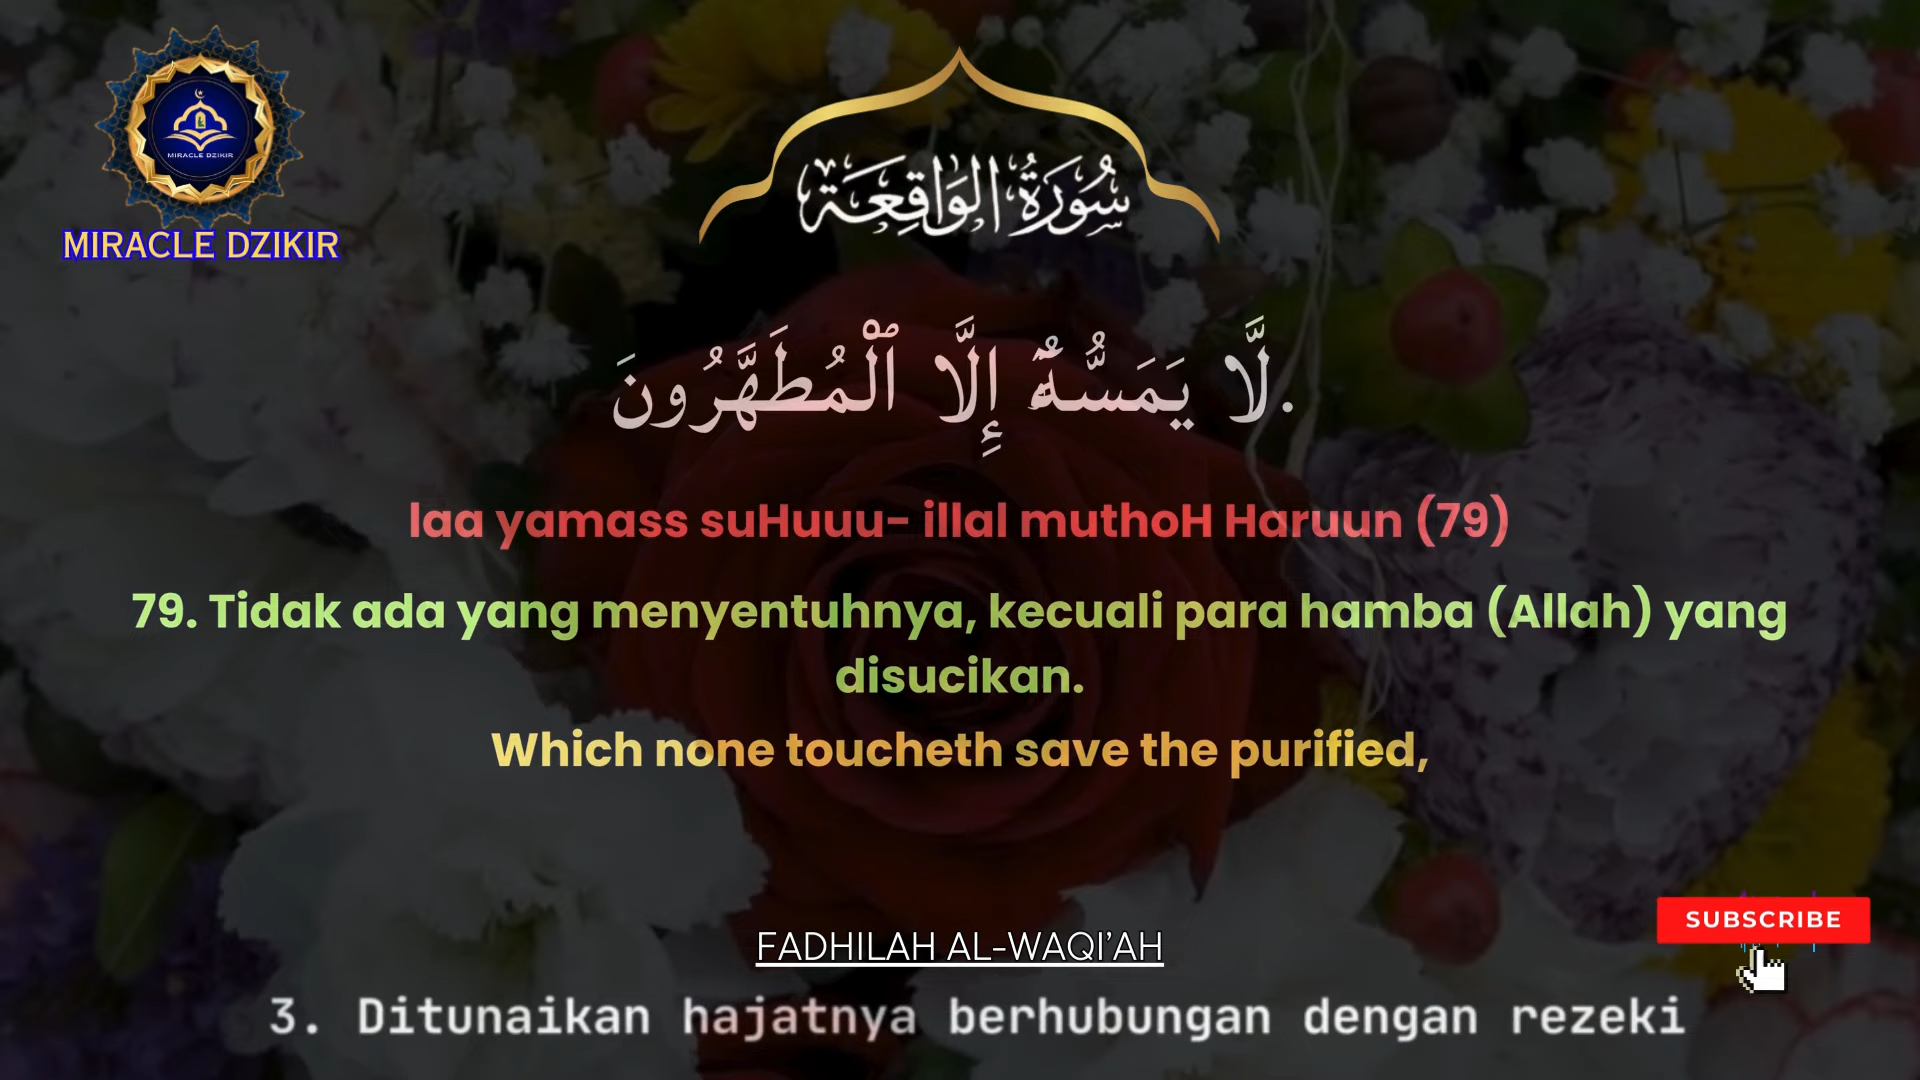 MIRACLE DZIKIR
MIRACLE DZIKIR
سُورَةُ الوَاقِعَة
لَّا يَمَسُّهُۥٓ إِلَّا ٱلْمُطَهَّرُونَ.
laa yamass suHuuu- illal muthoH Haruun (79)
79. Tidak ada yang menyentuhnya, kecuali para hamba (Allah) yang
disucikan.
Which none toucheth save the purified,
SUBSCRIBE
FADHILAH AL-WAQI'AH
3. Ditunaikan hajatnya berhubungan dengan rezeki